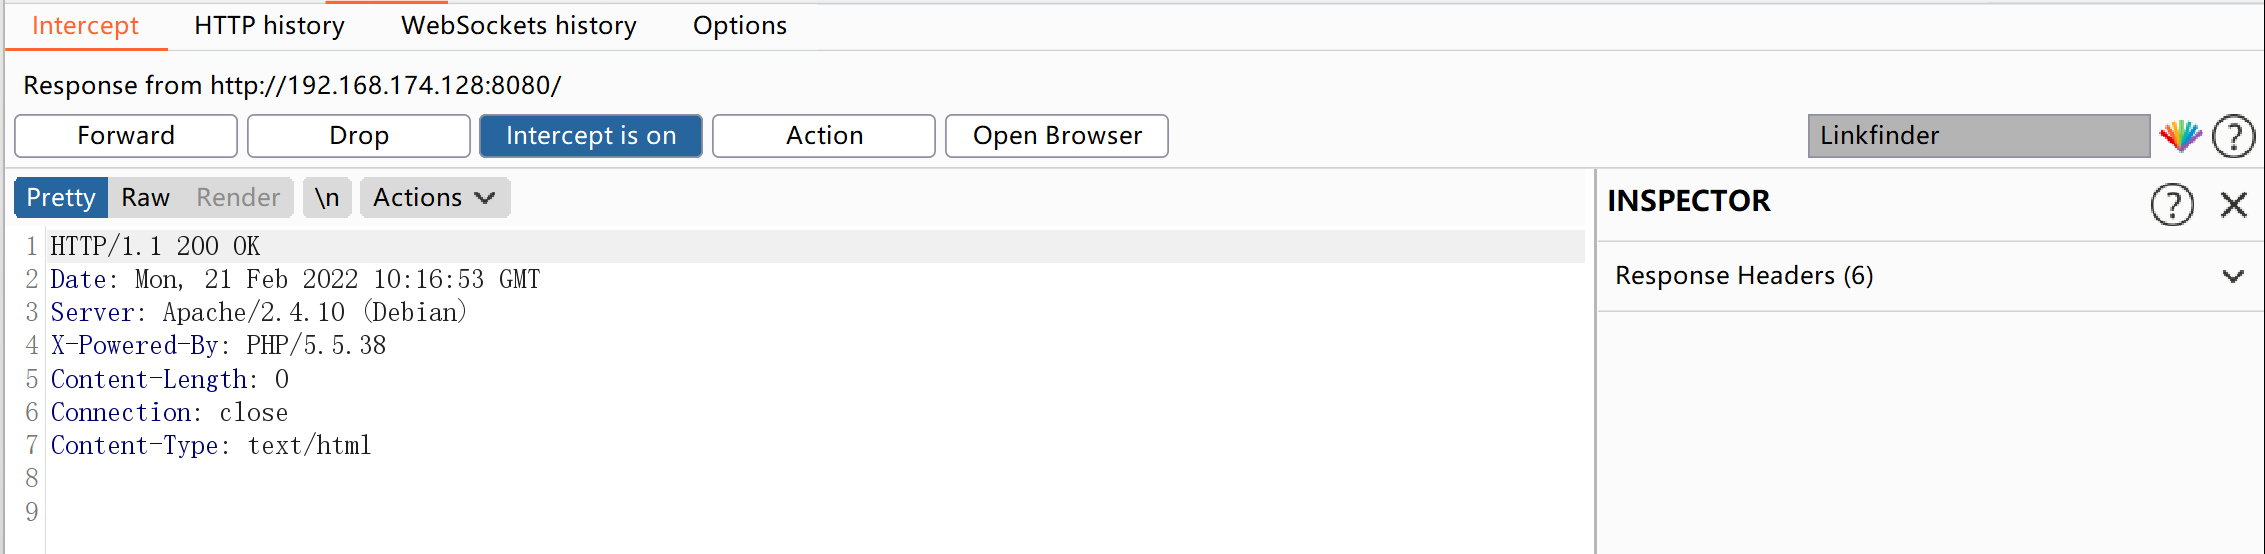 Intercept HTTP history WebSockets history Options
Response from http://192.168.174.128:8080/
Forward Drop Intercept is on Action Open Browser Linkfinder ?
Pretty Raw Render \n Actions
INSPECTOR ?
Response Headers (6)
1 HTTP/1.1 200 OK
2 Date: Mon, 21 Feb 2022 10:16:53 GMT
3 Server: Apache/2.4.10 (Debian)
4 X-Powered-By: PHP/5.5.38
5 Content-Length: 0
6 Connection: close
7 Content-Type: text/html
8
9